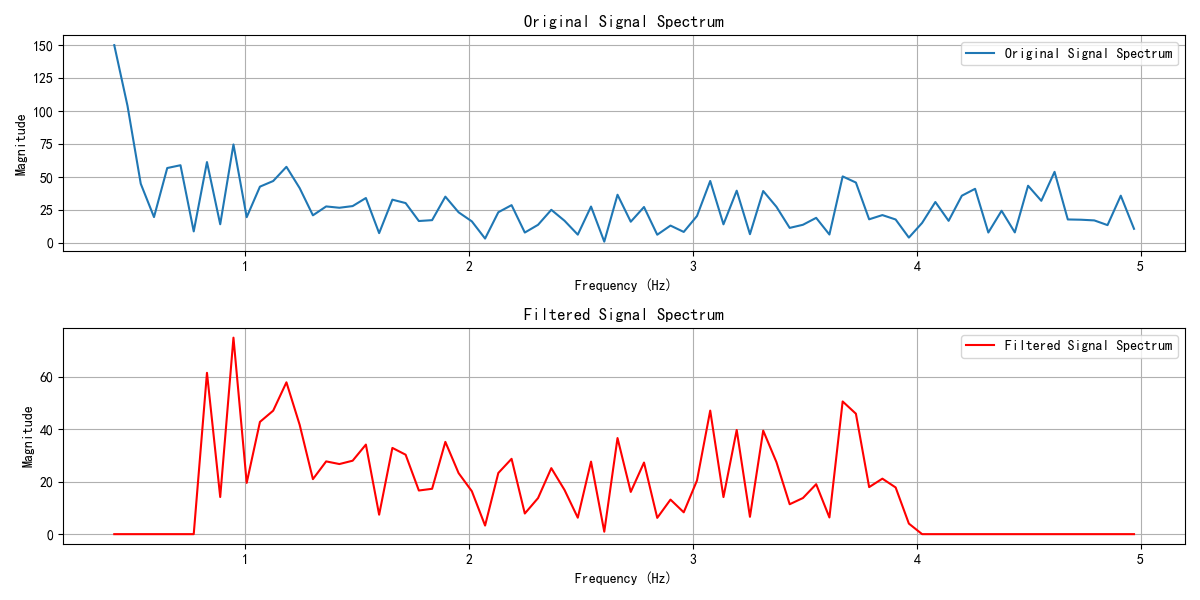 Original Signal Spectrum
Original Signal Spectrum
150
125
100
75
50
25
0
Magnitude
1 2 3 4 5
Frequency (Hz)
Filtered Signal Spectrum
Filtered Signal Spectrum
60
40
20
0
Magnitude
1 2 3 4 5
Frequency (Hz)